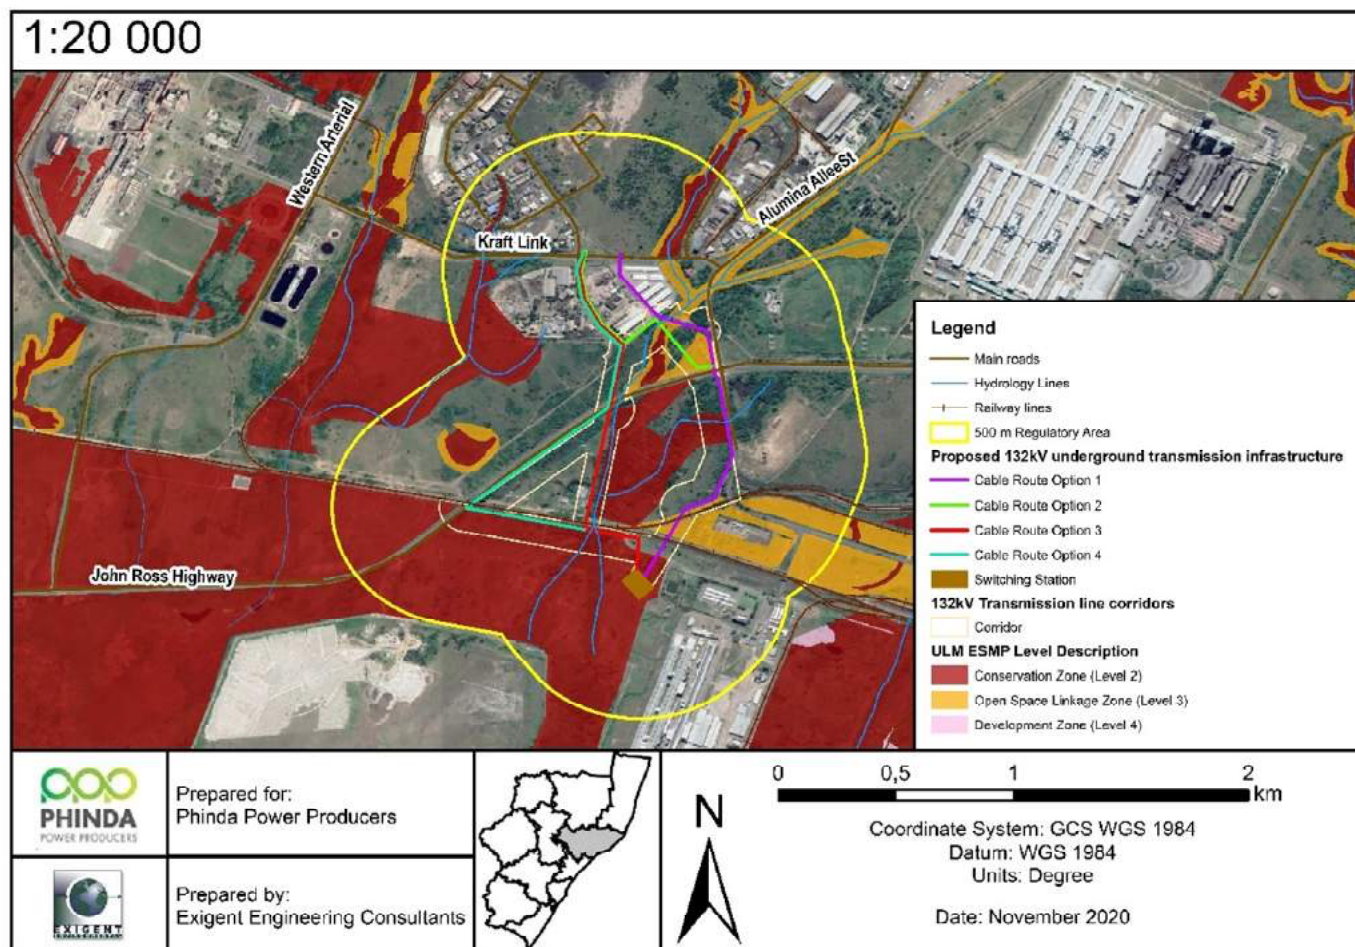 1:20 000
Western Arterial
Kraft Link
Alumina AlleeSt
John Ross Highway
Legend
Main roads
Hydrology Lines
Railway lines
500 m Regulatory Area
Proposed 132kV underground transmission infrastructure
Cable Route Option 1
Cable Route Option 2
Cable Route Option 3
Cable Route Option 4
Switching Station
132kV Transmission line corridors
Corridor
ULM ESMP Level Description
Conservation Zone (Level 2)
Open Space Linkage Zone (Level 3)
Development Zone (Level 4)
PHINDA
POWER PRODUCERS
Prepared for:
Phinda Power Producers
EXIGENT
Prepared by:
Exigent Engineering Consultants
N
0 0,5 1 2
km
Coordinate System: GCS WGS 1984
Datum: WGS 1984
Units: Degree
Date: November 2020